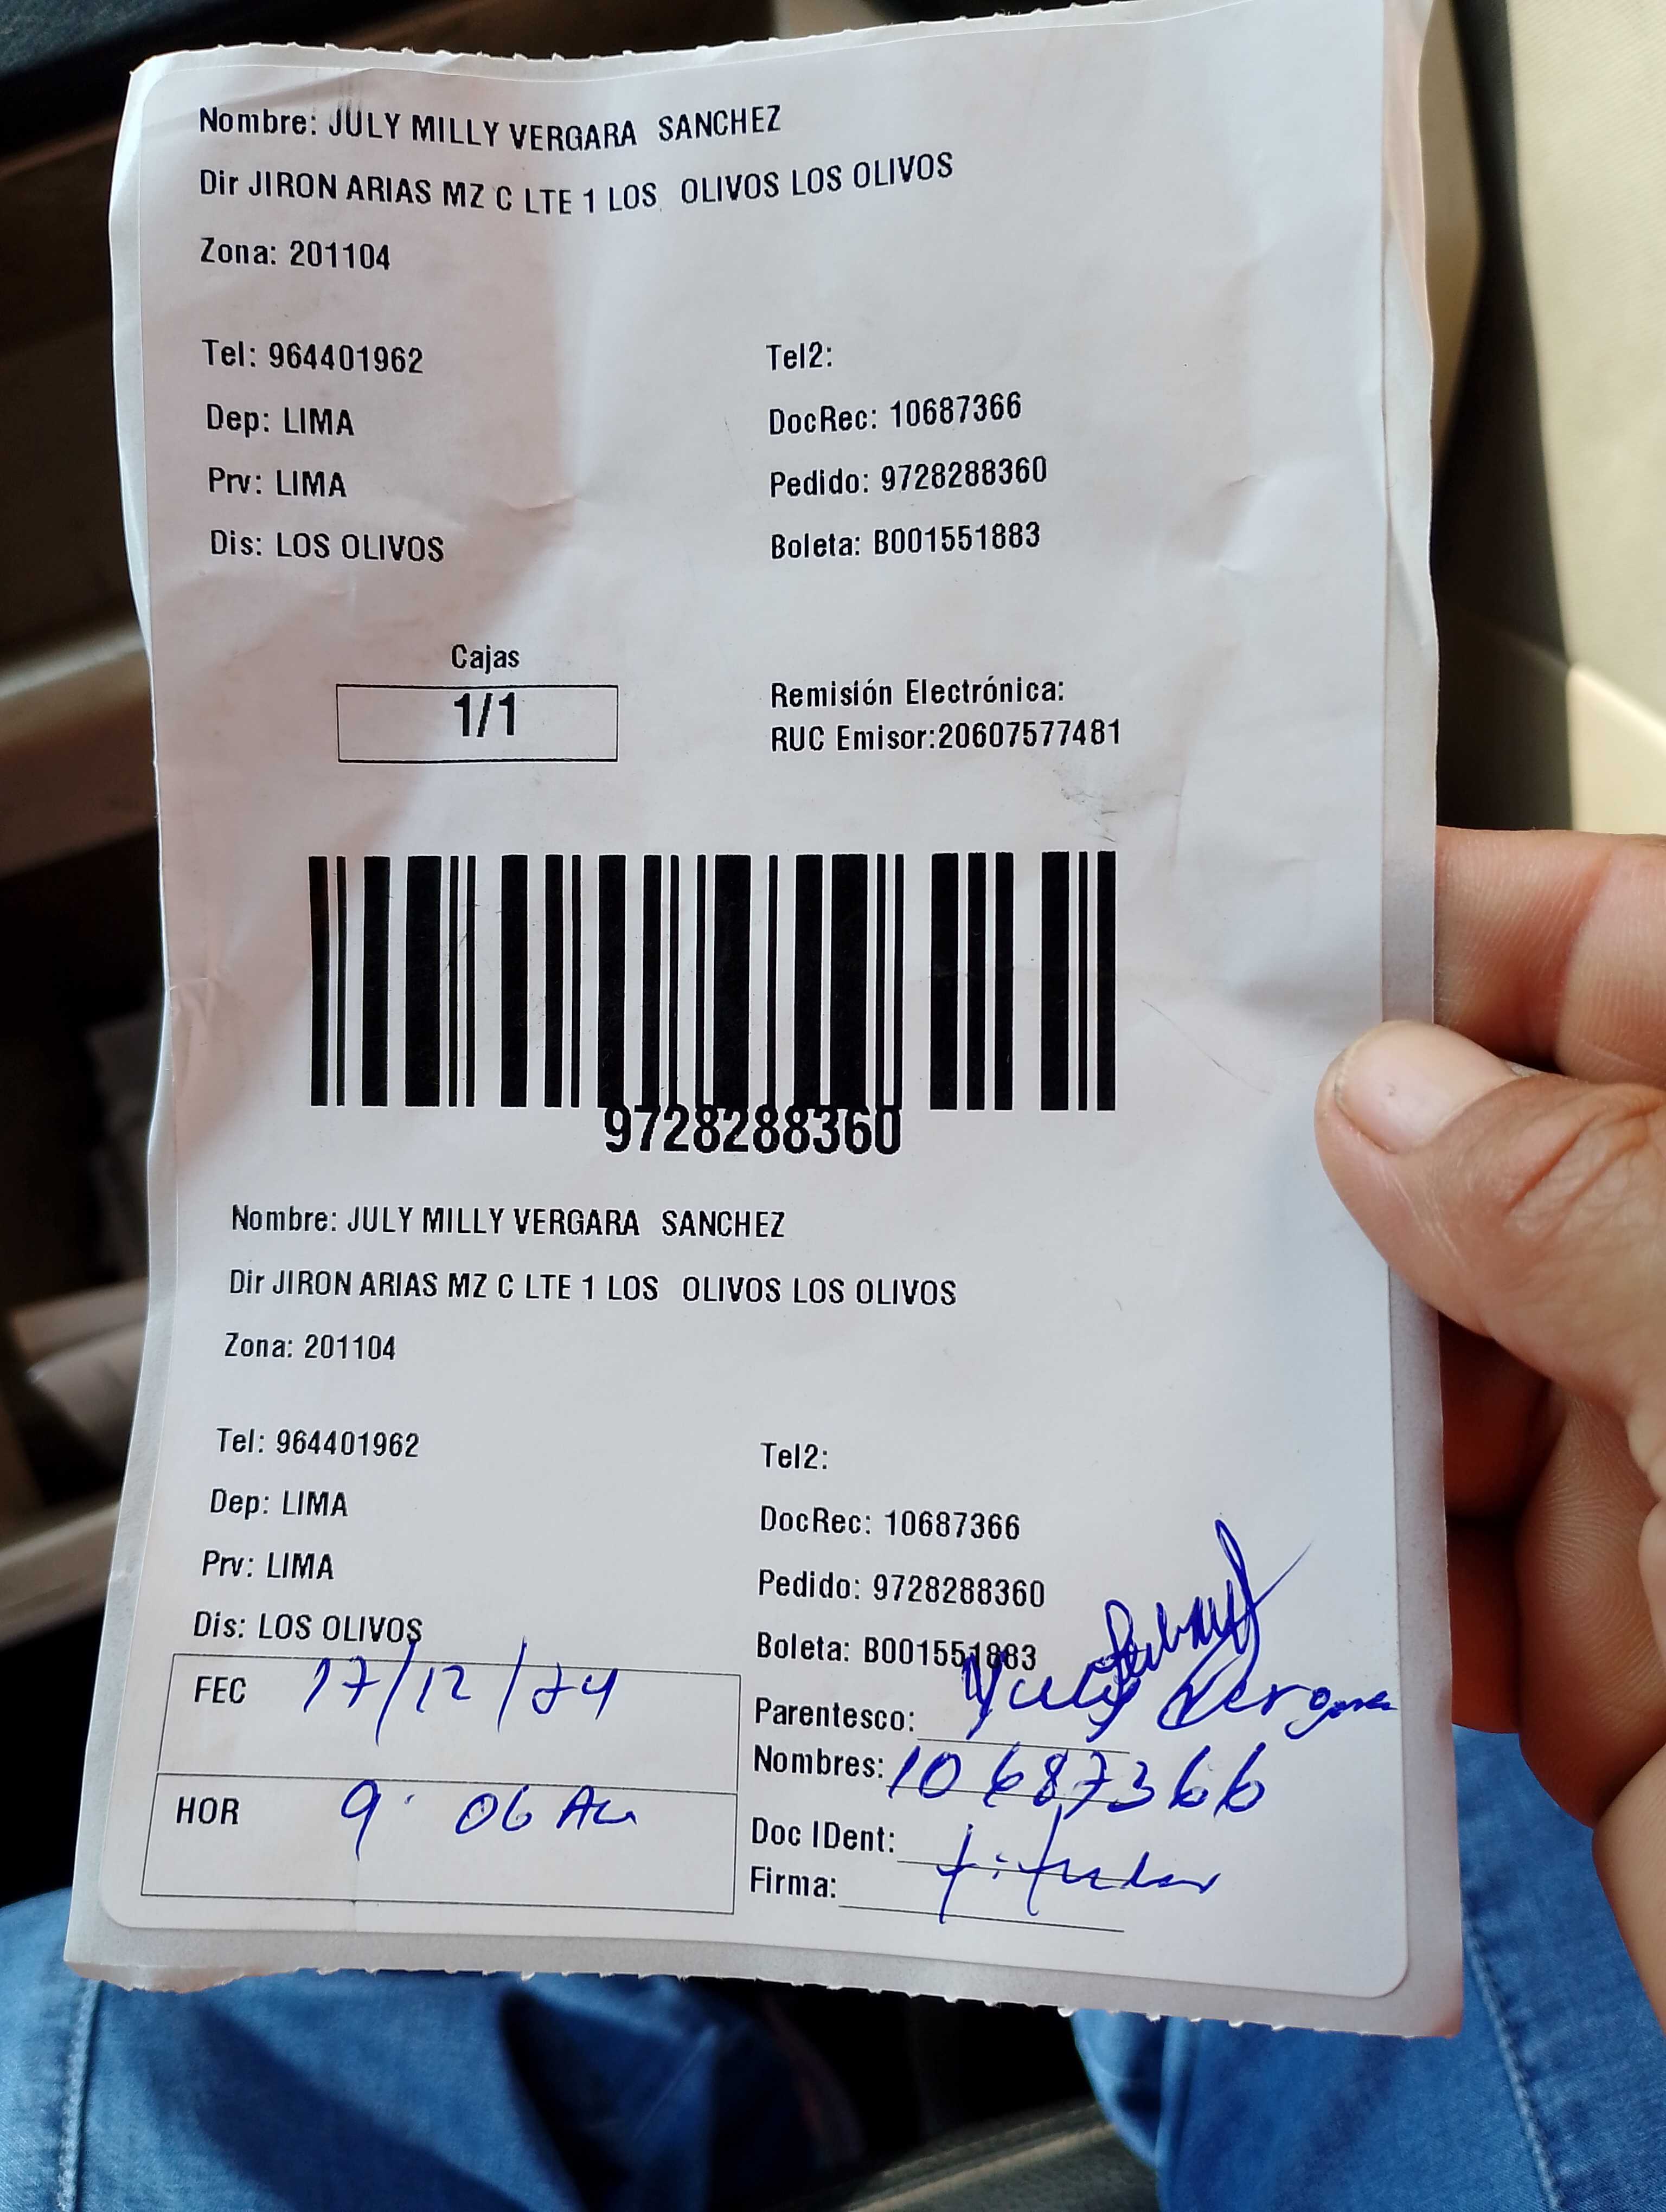 Nombre: JULY MILLY VERGARA SANCHEZ
Dir JIRON ARIAS MZ C LTE 1 LOS OLIVOS LOS OLIVOS
Zona: 201104
Tel: 964401962
Tel2:
Dep: LIMA
DocRec: 10687366
Prv: LIMA
Pedido: 9728288360
Dis: LOS OLIVOS
Boleta: B001551883
Cajas
1/1
Remisión Electrónica:
RUC Emisor:20607577481
9728288360
Nombre: JULY MILLY VERGARA SANCHEZ
Dir JIRON ARIAS MZ C LTE 1 LOS OLIVOS LOS OLIVOS
Zona: 201104
Tel: 964401962
Tel2:
Dep: LIMA
DocRec: 10687366
Prv: LIMA
Pedido: 9728288360
Dis: LOS OLIVOS
Boleta: B001551883
FEC 17/12/24
Parentesco: July Vergara
Nombres: 10687366
HOR 9:06 AM
Doc IDent: titular
Firma: